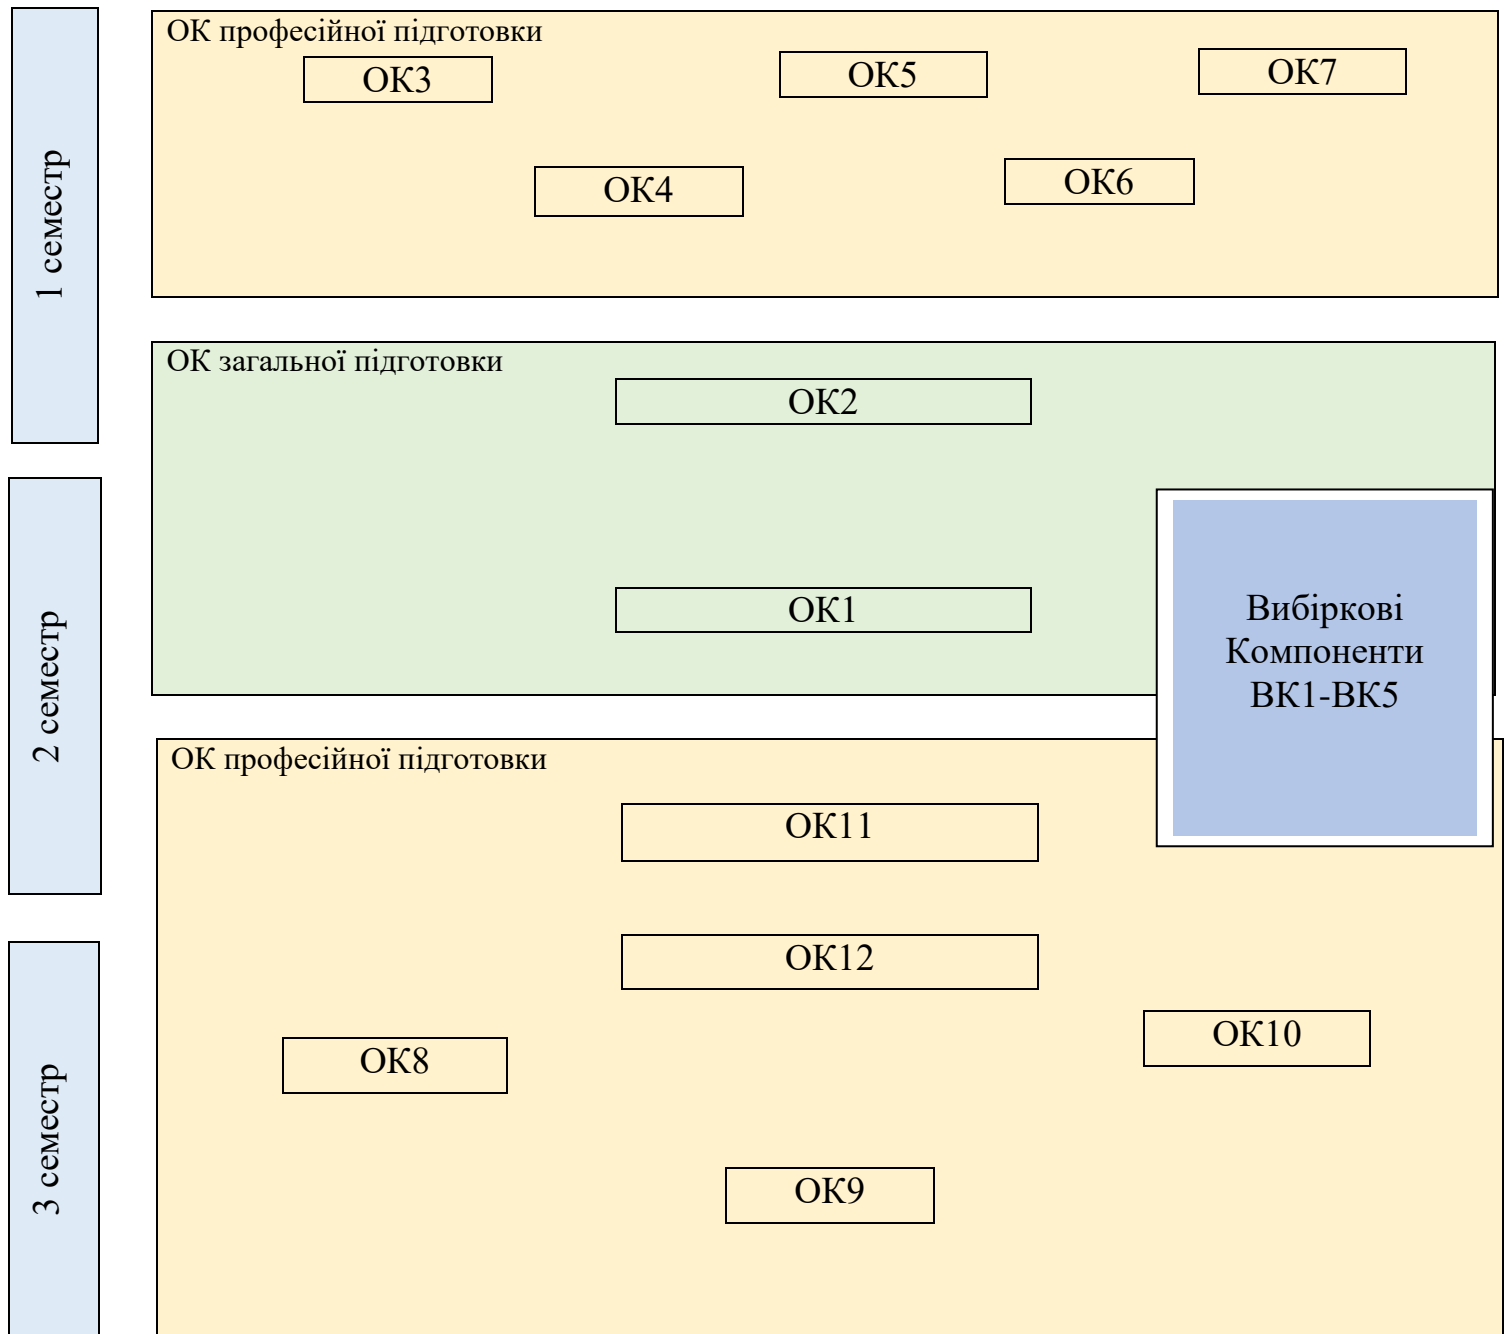 1 семестр
ОК професійної підготовки
ОК3
ОК5
ОК7
ОК4
ОК6
ОК загальної підготовки
ОК2
2 семестр
ОК1
Вибіркові
Компоненти
ВК1-ВК5
ОК професійної підготовки
ОК11
ОК12
3 семестр
ОК8
ОК10
ОК9